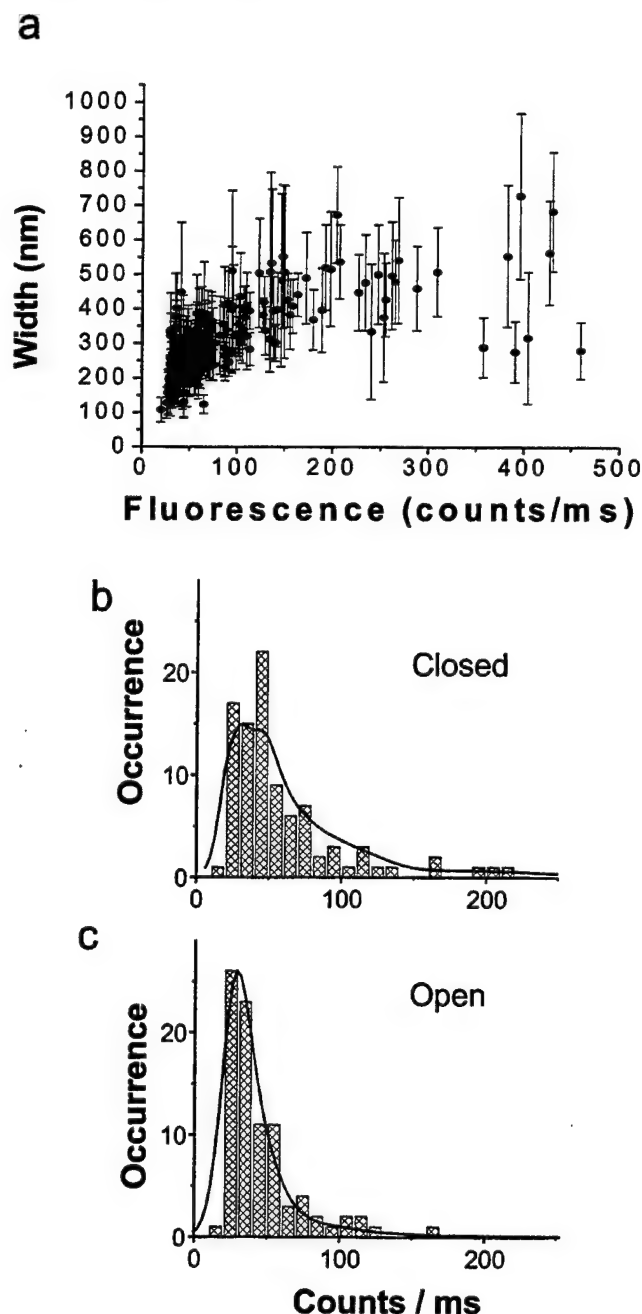 a
1000
900
800
700
600
500
400
300
200
100
0
Width (nm)
0 100 200 300 400 500
Fluorescence (counts/ms)
b
Closed
20
10
0
Occurrence
0 100 200
c
Open
20
10
0
Occurrence
0 100 200
Counts / ms